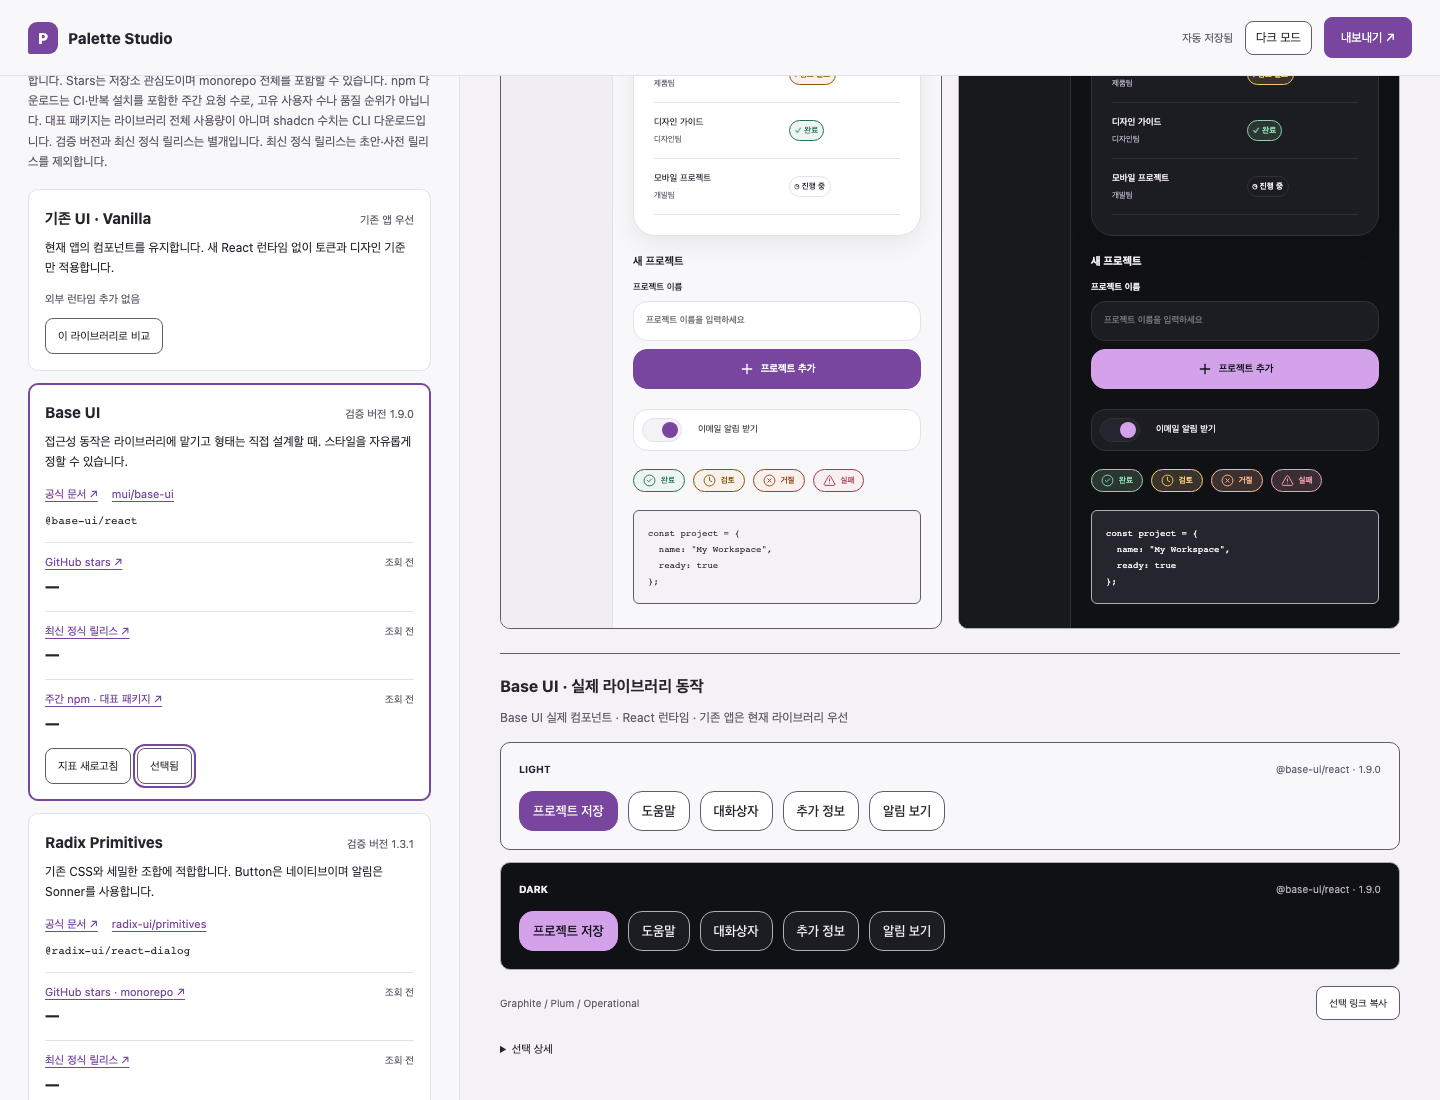 P
Palette Studio
자동 저장됨
다크 모드
내보내기 ↗
합니다. Stars는 저장소 관심도이며 monorepo 전체를 포함할 수 있습니다. npm 다
운로드는 CI·반복 설치를 포함한 주간 요청 수로, 고유 사용자 수나 품질 순위가 아닙니
다. 대표 패키지는 라이브러리 전체 사용량이 아니며 shadcn 수치는 CLI 다운로드입
니다. 검증 버전과 최신 정식 릴리스는 별개입니다. 최신 정식 릴리스는 초안·사전 릴리
스를 제외합니다.
기존 UI · Vanilla
기존 앱 우선
현재 앱의 컴포넌트를 유지합니다. 새 React 런타임 없이 토큰과 디자인 기준
만 적용합니다.
외부 런타임 추가 없음
이 라이브러리로 비교
Base UI
검증 버전 1.9.0
접근성 동작은 라이브러리에 맡기고 형태는 직접 설계할 때. 스타일을 자유롭게
정할 수 있습니다.
공식 문서 ↗
mui/base-ui
@base-ui/react
GitHub stars ↗
조회 전
—
최신 정식 릴리스 ↗
조회 전
—
주간 npm · 대표 패키지 ↗
조회 전
—
지표 새로고침
선택됨
Radix Primitives
검증 버전 1.3.1
기존 CSS와 세밀한 조합에 적합합니다. Button은 네이티브이며 알림은
Sonner를 사용합니다.
공식 문서 ↗
radix-ui/primitives
@radix-ui/react-dialog
GitHub stars · monorepo ↗
조회 전
—
최신 정식 릴리스 ↗
조회 전
—
제품팀
디자인 가이드
디자인팀
✓ 완료
모바일 프로젝트
개발팀
진행 중
새 프로젝트
프로젝트 이름
프로젝트 이름을 입력하세요
+ 프로젝트 추가
이메일 알림 받기
완료
검토
거절
실패
const project = {
name: "My Workspace",
ready: true
};
제품팀
디자인 가이드
디자인팀
✓ 완료
모바일 프로젝트
개발팀
진행 중
새 프로젝트
프로젝트 이름
프로젝트 이름을 입력하세요
+ 프로젝트 추가
이메일 알림 받기
완료
검토
거절
실패
const project = {
name: "My Workspace",
ready: true
};
Base UI · 실제 라이브러리 동작
Base UI 실제 컴포넌트 · React 런타임 · 기존 앱은 현재 라이브러리 우선
LIGHT
@base-ui/react · 1.9.0
프로젝트 저장
도움말
대화상자
추가 정보
알림 보기
DARK
@base-ui/react · 1.9.0
프로젝트 저장
도움말
대화상자
추가 정보
알림 보기
Graphite / Plum / Operational
선택 링크 복사
▶ 선택 상세